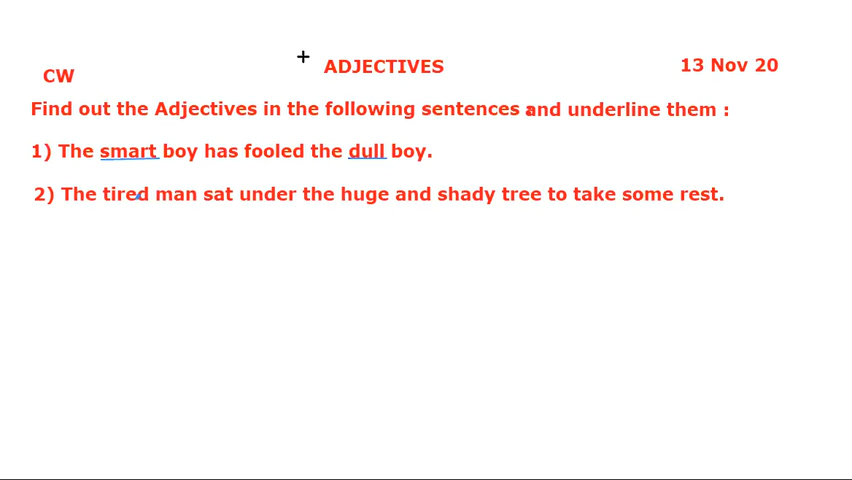 CW ADJECTIVES 13 Nov 20
Find out the Adjectives in the following sentences and underline them :
1) The smart boy has fooled the dull boy.
2) The tired man sat under the huge and shady tree to take some rest.